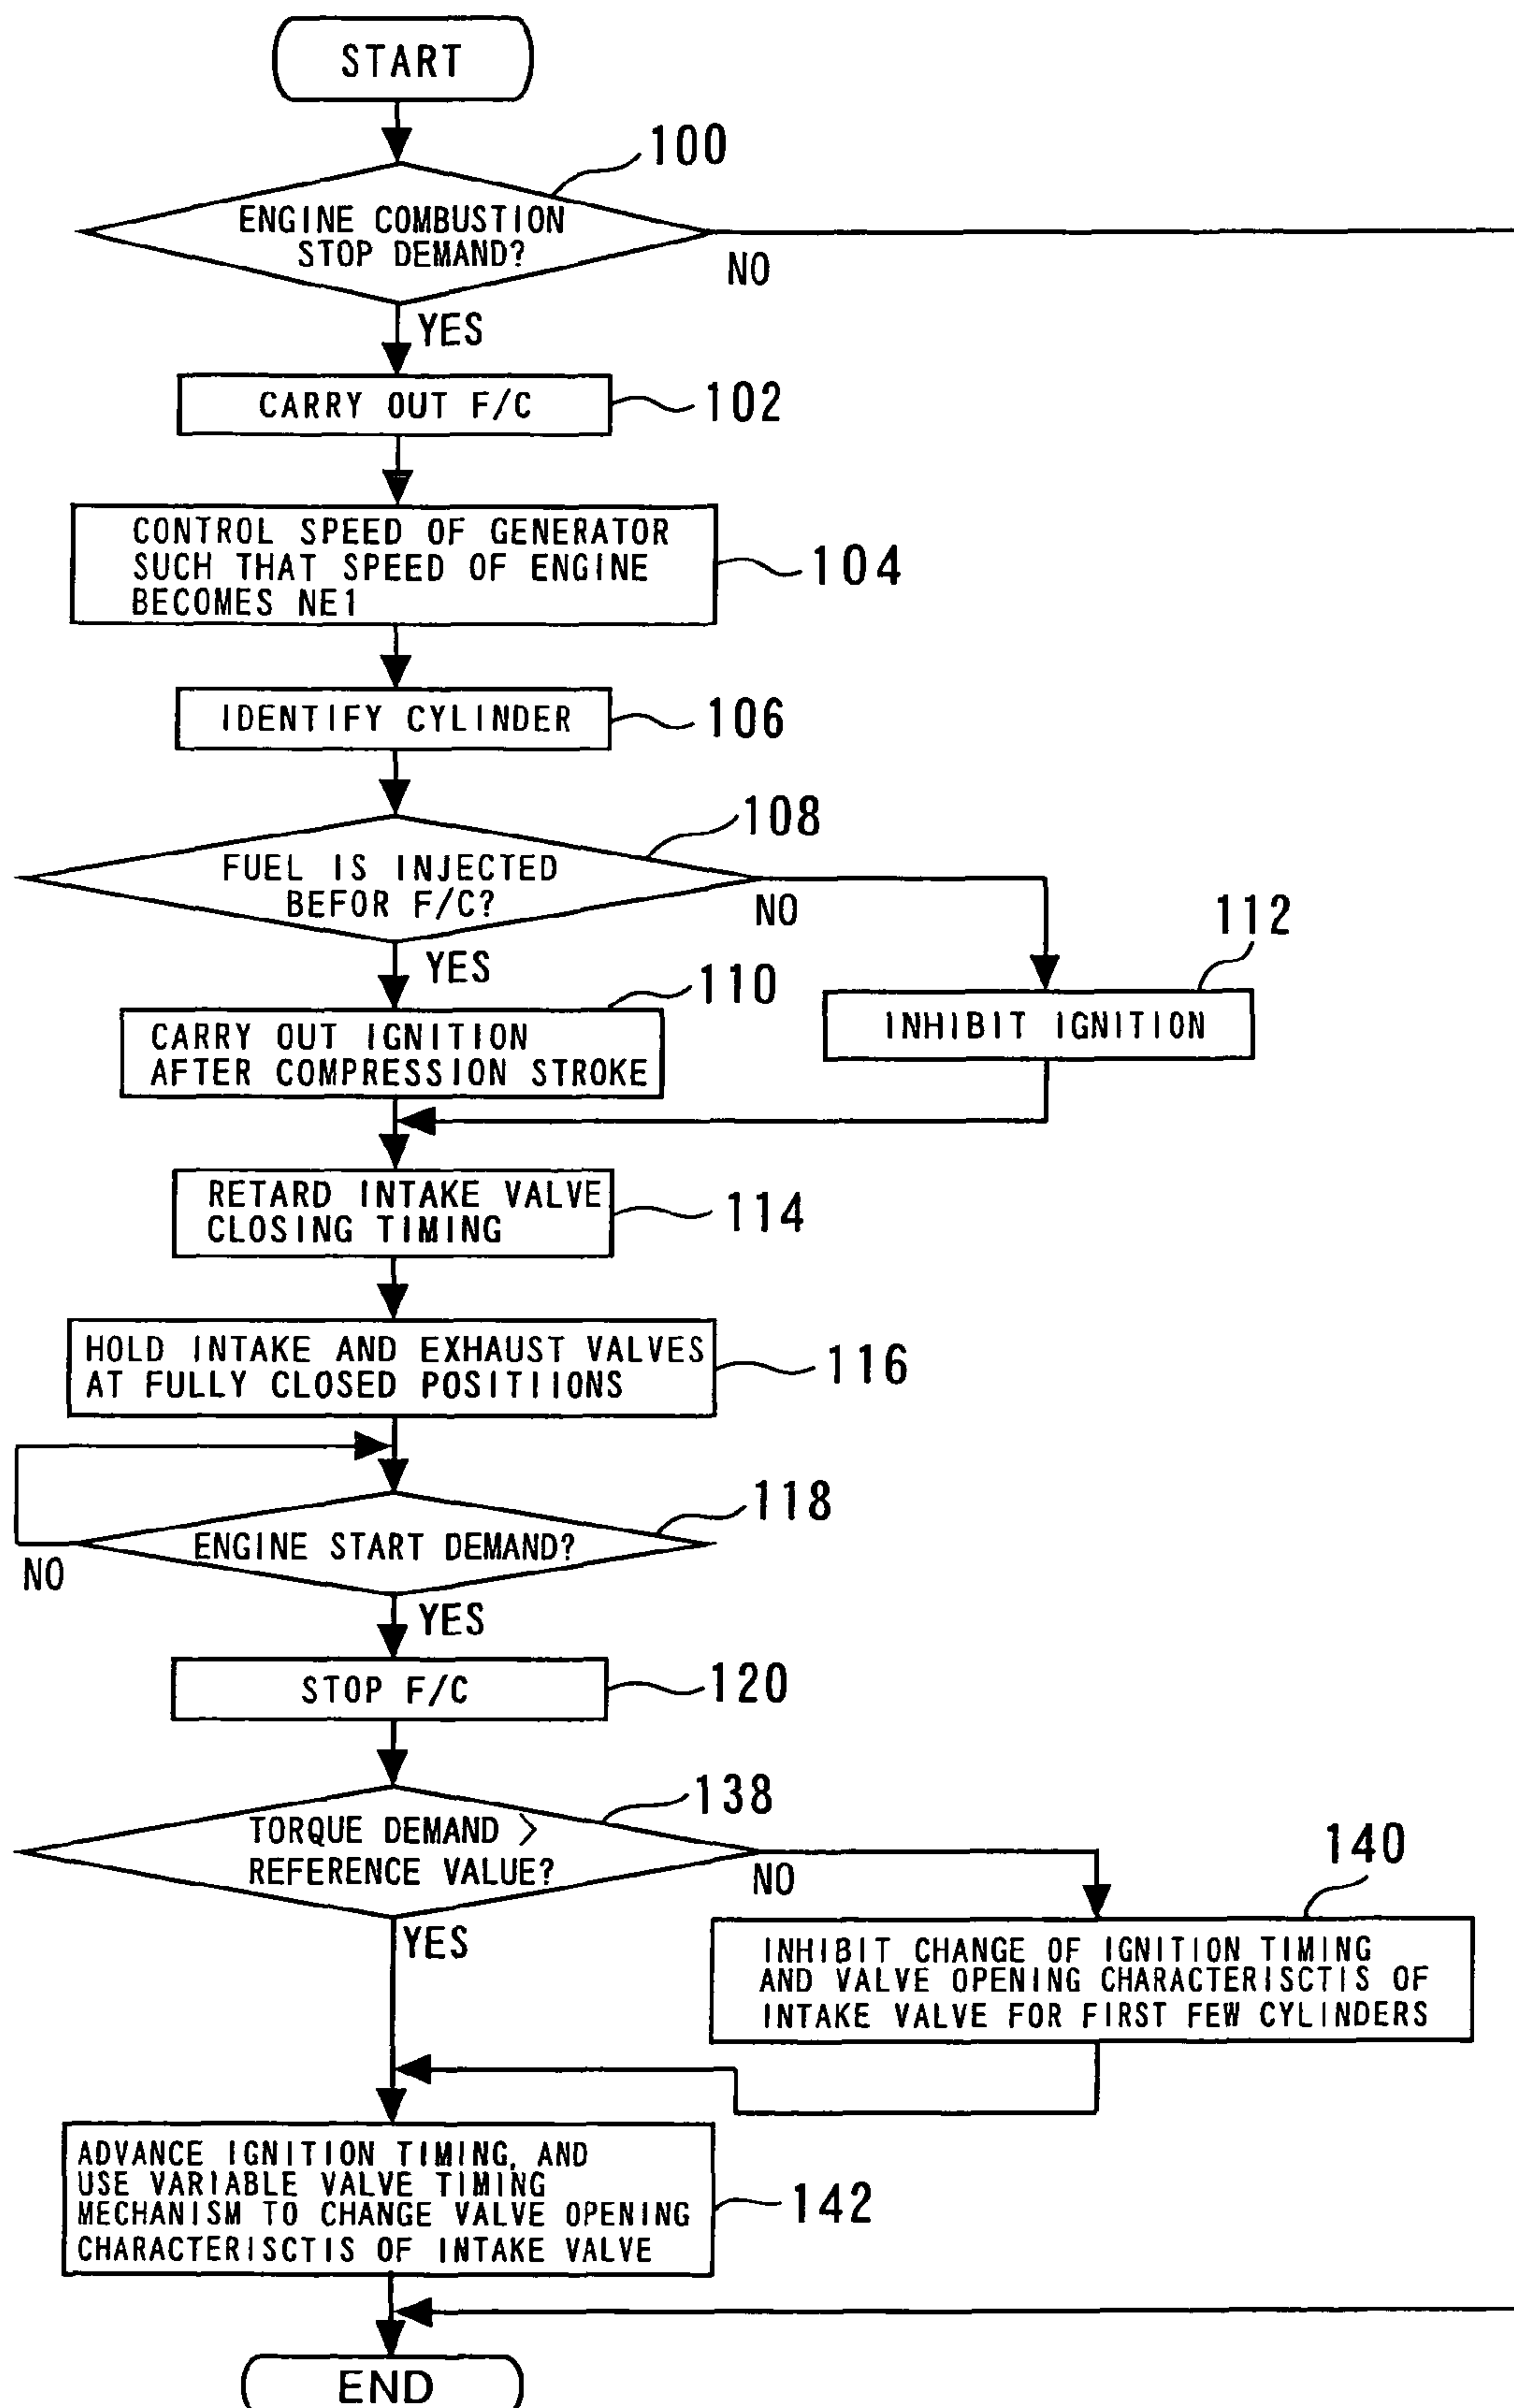 START
100
ENGINE COMBUSTION
STOP DEMAND?
NO
YES
CARRY OUT F/C
102
CONTROL SPEED OF GENERATOR
SUCH THAT SPEED OF ENGINE
BECOMES NE1
104
IDENTIFY CYLINDER
106
108
FUEL IS INJECTED
BEFOR F/C?
NO
YES
112
110
CARRY OUT IGNITION
AFTER COMPRESSION STROKE
INHIBIT IGNITION
RETARD INTAKE VALVE
CLOSING TIMING
114
HOLD INTAKE AND EXHAUST VALVES
AT FULLY CLOSED POSITIIONS
116
118
ENGINE START DEMAND?
NO
YES
STOP F/C
120
138
TORQUE DEMAND >
REFERENCE VALUE?
NO
YES
140
INHIBIT CHANGE OF IGNITION TIMING
AND VALVE OPENING CHARACTERISCTIS OF
INTAKE VALVE FOR FIRST FEW CYLINDERS
ADVANCE IGNITION TIMING, AND
USE VARIABLE VALVE TIMING
MECHANISM TO CHANGE VALVE OPENING
CHARACTERISCTIS OF INTAKE VALVE
142
END